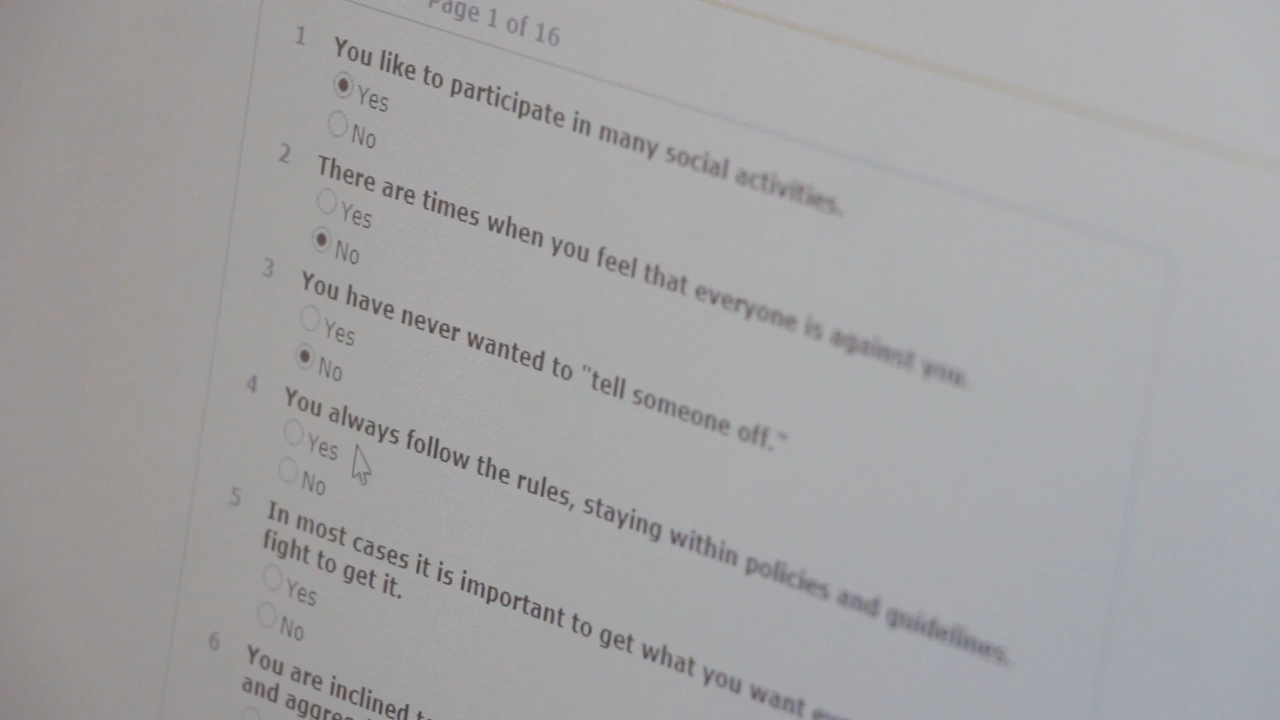 Page 1 of 16
1 You like to participate in many social activities.
Yes
No
2 There are times when you feel that everyone is against you.
Yes
No
3 You have never wanted to "tell someone off."
Yes
No
4 You always follow the rules, staying within policies and guidelines.
Yes
No
5 In most cases it is important to get what you want
fight to get it.
Yes
No
6 You are inclined
and